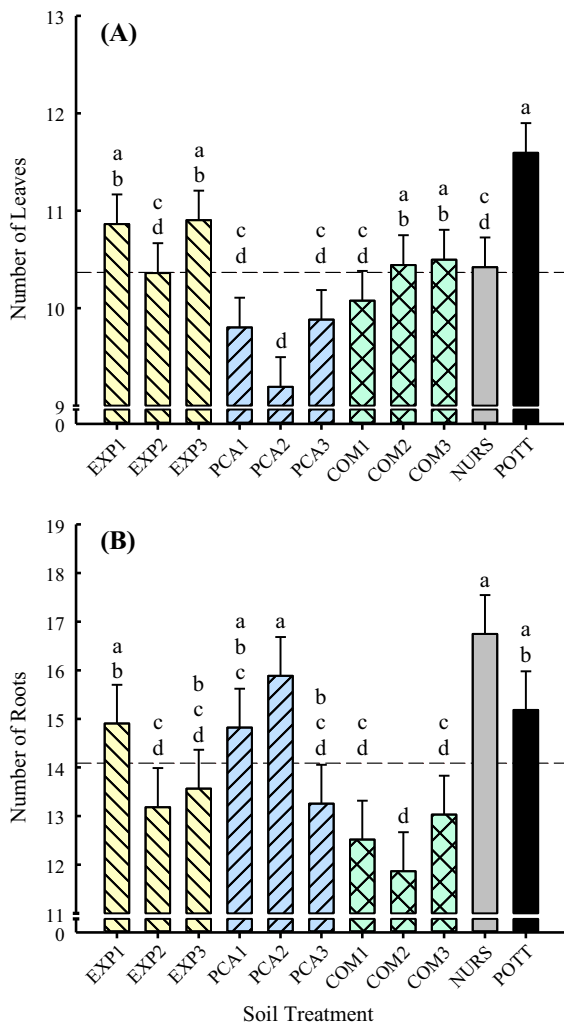 (A)
Number of Leaves
13
12
11
10
9
0
a
b
c
d
a
b
c
d
d
c
d
c
d
a
b
a
b
c
d
a
EXP1
EXP2
EXP3
PCA1
PCA2
PCA3
COM1
COM2
COM3
NURS
POTT
(B)
Number of Roots
19
18
17
16
15
14
13
12
11
0
a
b
c
d
b
c
d
a
b
c
a
b
c
d
c
d
d
c
d
a
a
b
EXP1
EXP2
EXP3
PCA1
PCA2
PCA3
COM1
COM2
COM3
NURS
POTT
Soil Treatment